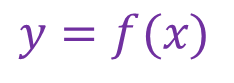 y = f(x)